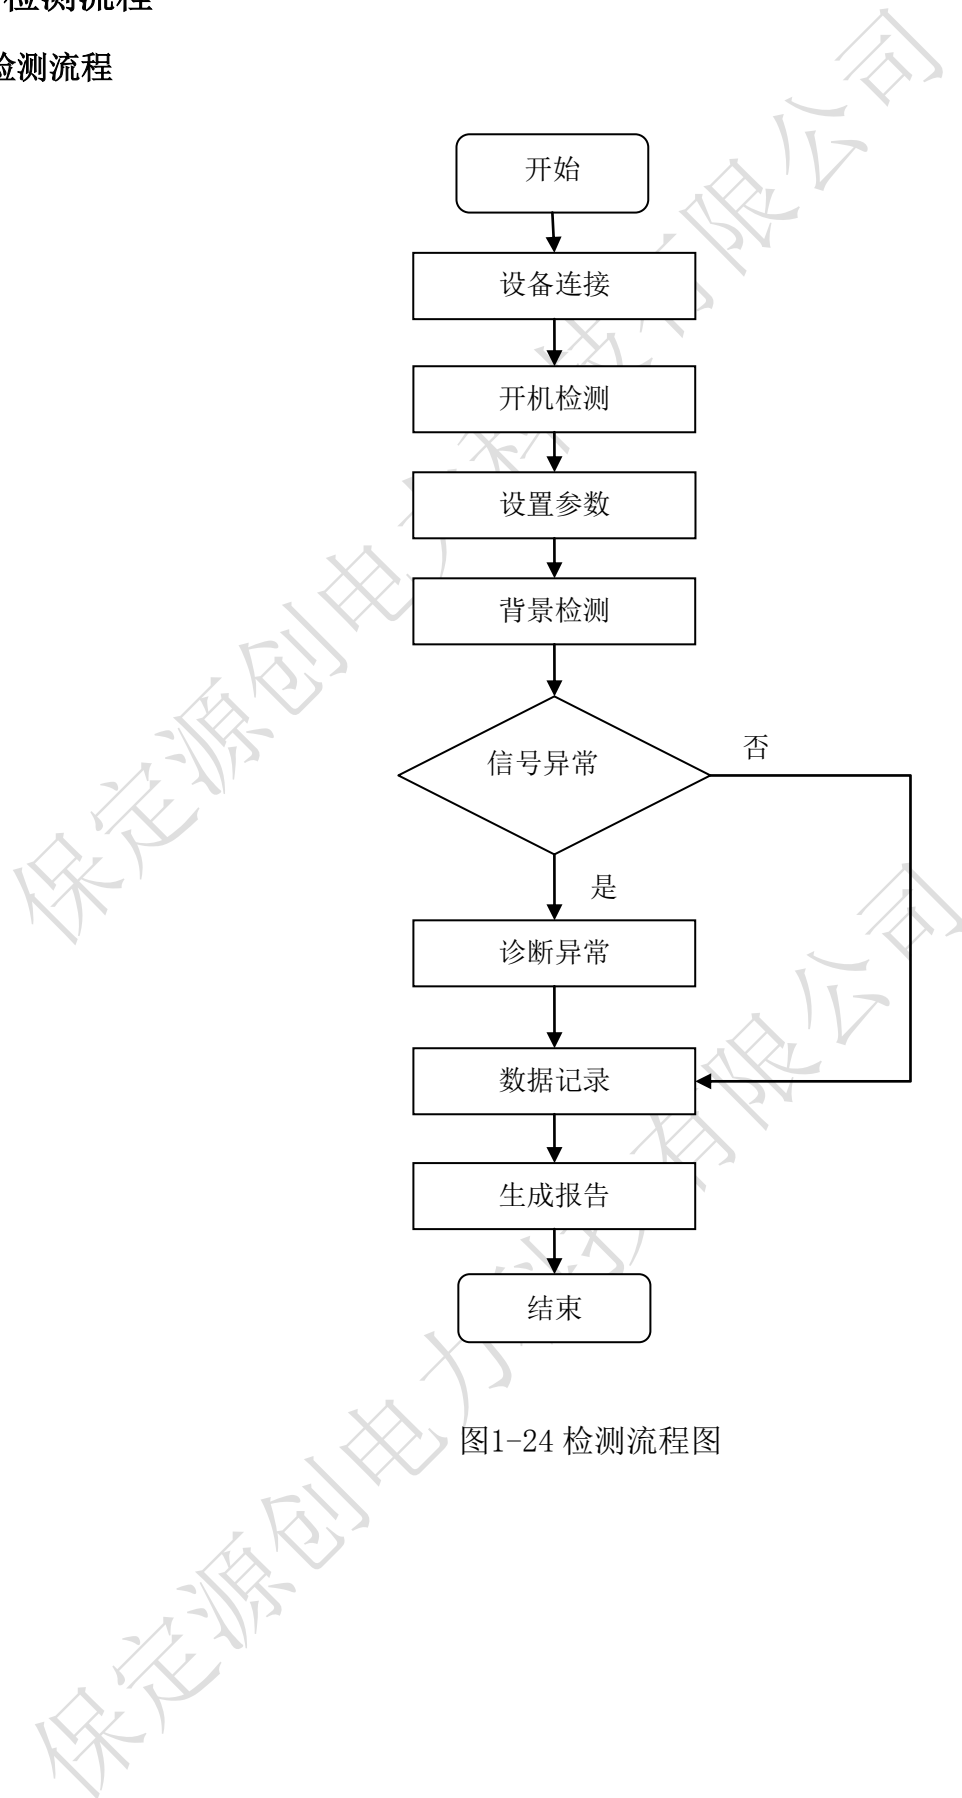 检测流程
检测流程
开始
设备连接
开机检测
设置参数
背景检测
信号异常
否
是
诊断异常
数据记录
生成报告
结束
图1-24 检测流程图
保定源创电力科技有限公司
保定源创电力科技有限公司